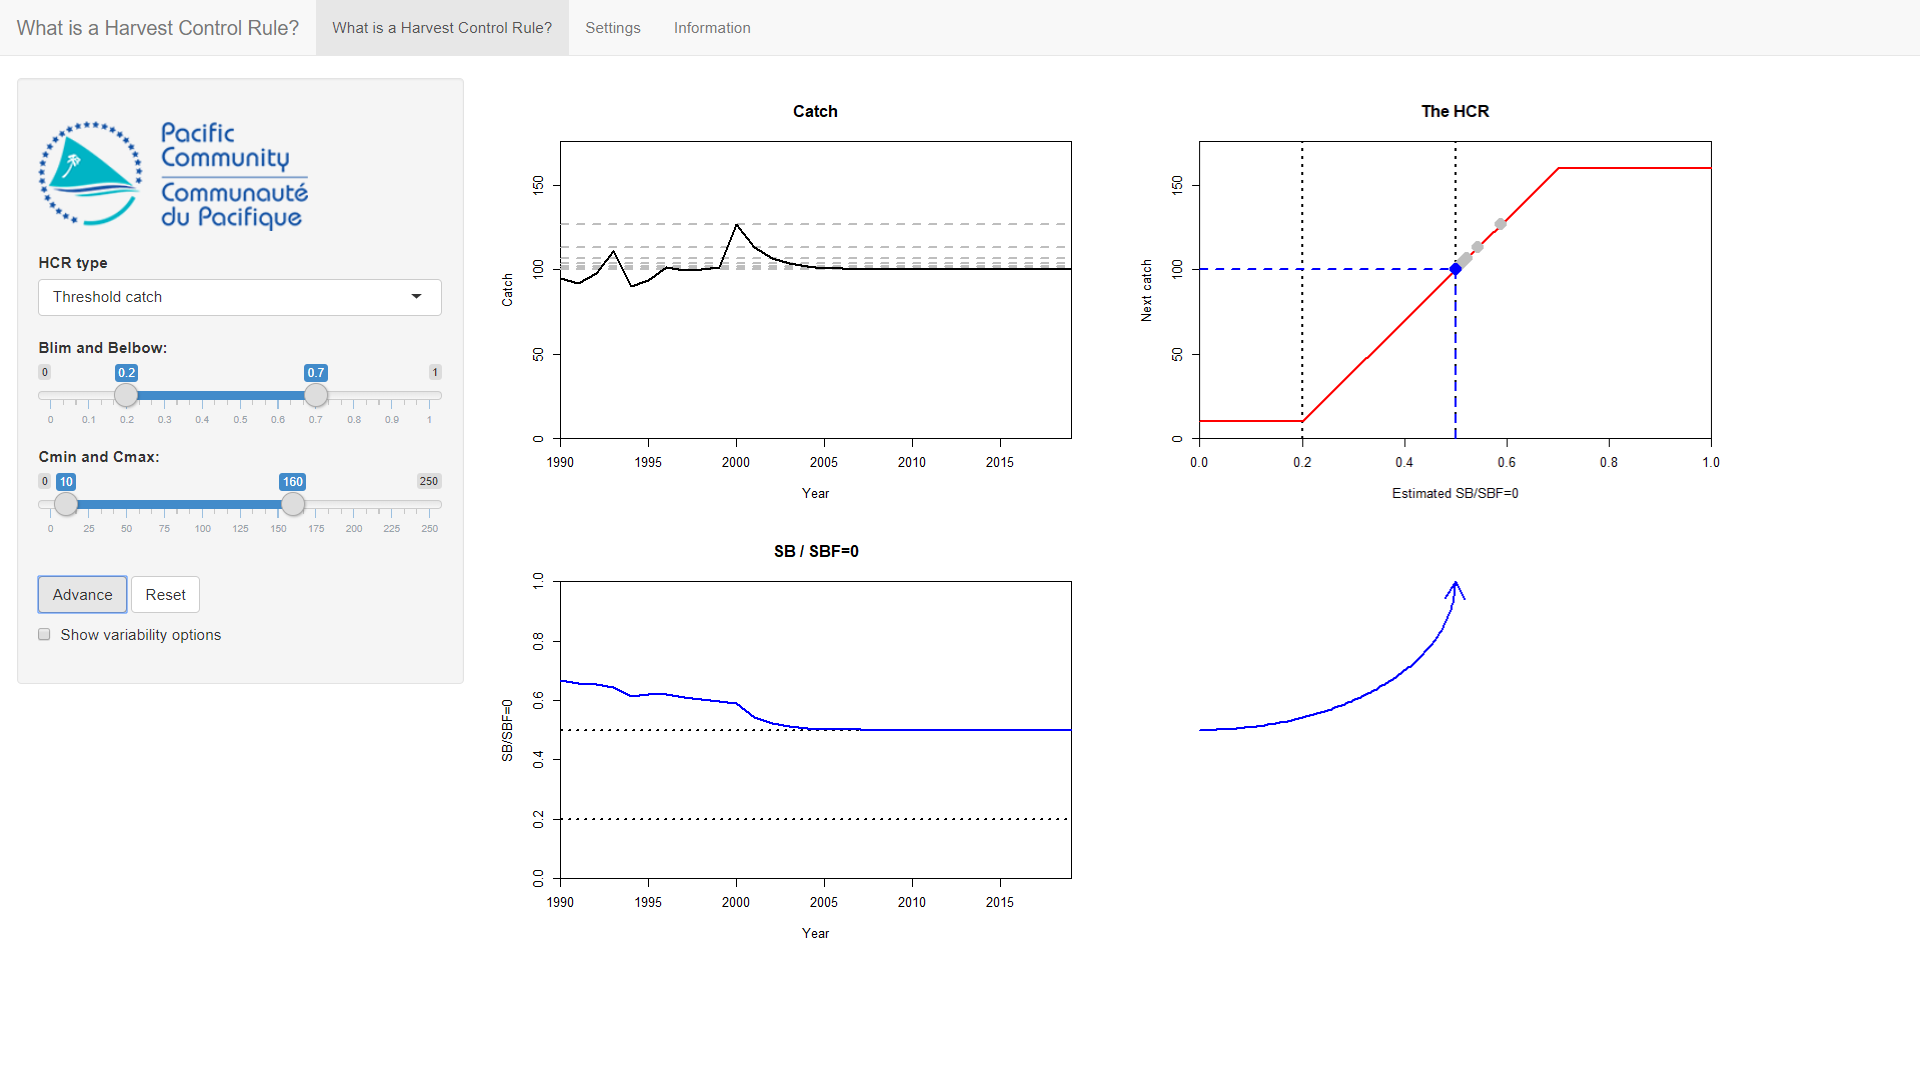 What is a Harvest Control Rule?
What is a Harvest Control Rule?
Settings
Information
Pacific
Community
Communauté
du Pacifique
HCR type
Threshold catch
Blim and Belbow:
0 0.2 0.7 1
0 0.1 0.2 0.3 0.4 0.5 0.6 0.7 0.8 0.9 1
Cmin and Cmax:
0 10 160 250
0 25 50 75 100 125 150 175 200 225 250
Advance
Reset
Show variability options
Catch
Catch
150
100
50
0
1990 1995 2000 2005 2010 2015
Year
The HCR
Next catch
150
100
50
0
0.0 0.2 0.4 0.6 0.8 1.0
Estimated SB/SBF=0
SB / SBF=0
SB/SBF=0
1.0
0.8
0.6
0.4
0.2
0.0
1990 1995 2000 2005 2010 2015
Year